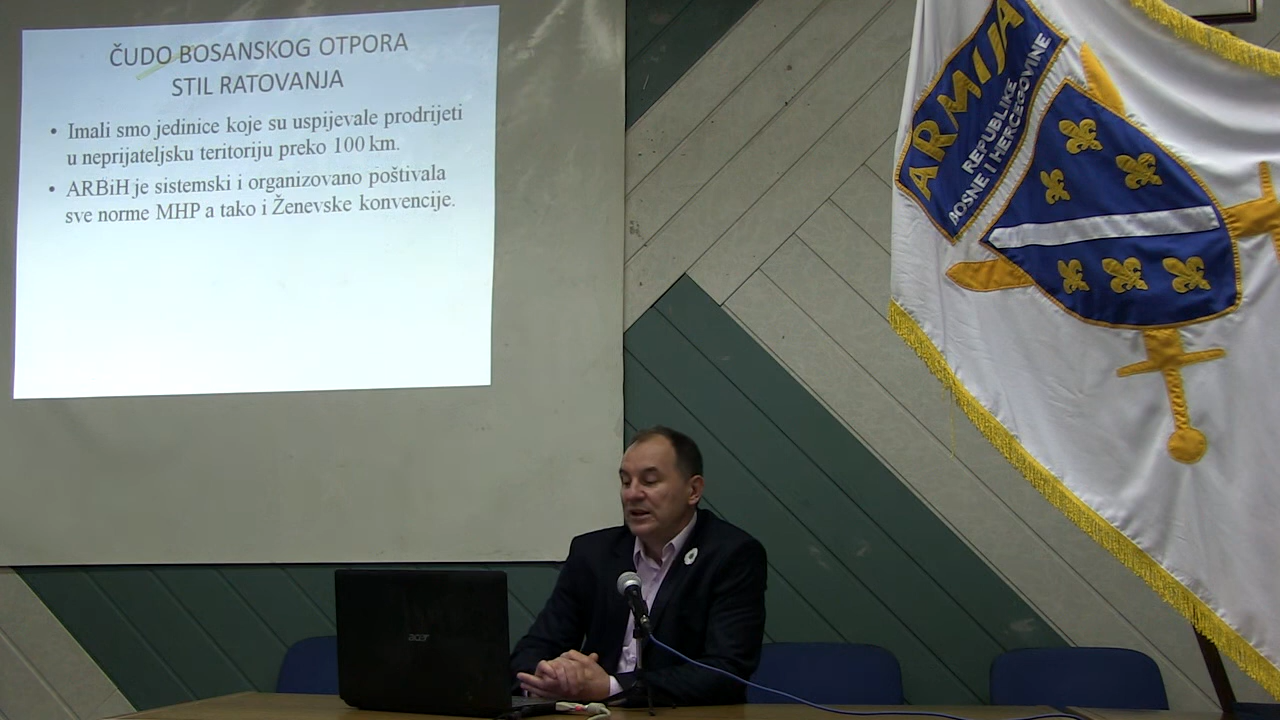 ČUDO BOSANSKOG OTPORA
STIL RATOVANJA
• Imali smo jedinice koje su uspijevale prodrijeti
u neprijateljsku teritoriju preko 100 km.
• ARBiH je sistemski i organizovano poštivala
sve norme MHP a tako i Ženevske konvencije.
ARMIJA
REPUBLIKE
BOSNE I HERCEGOVINE
acer